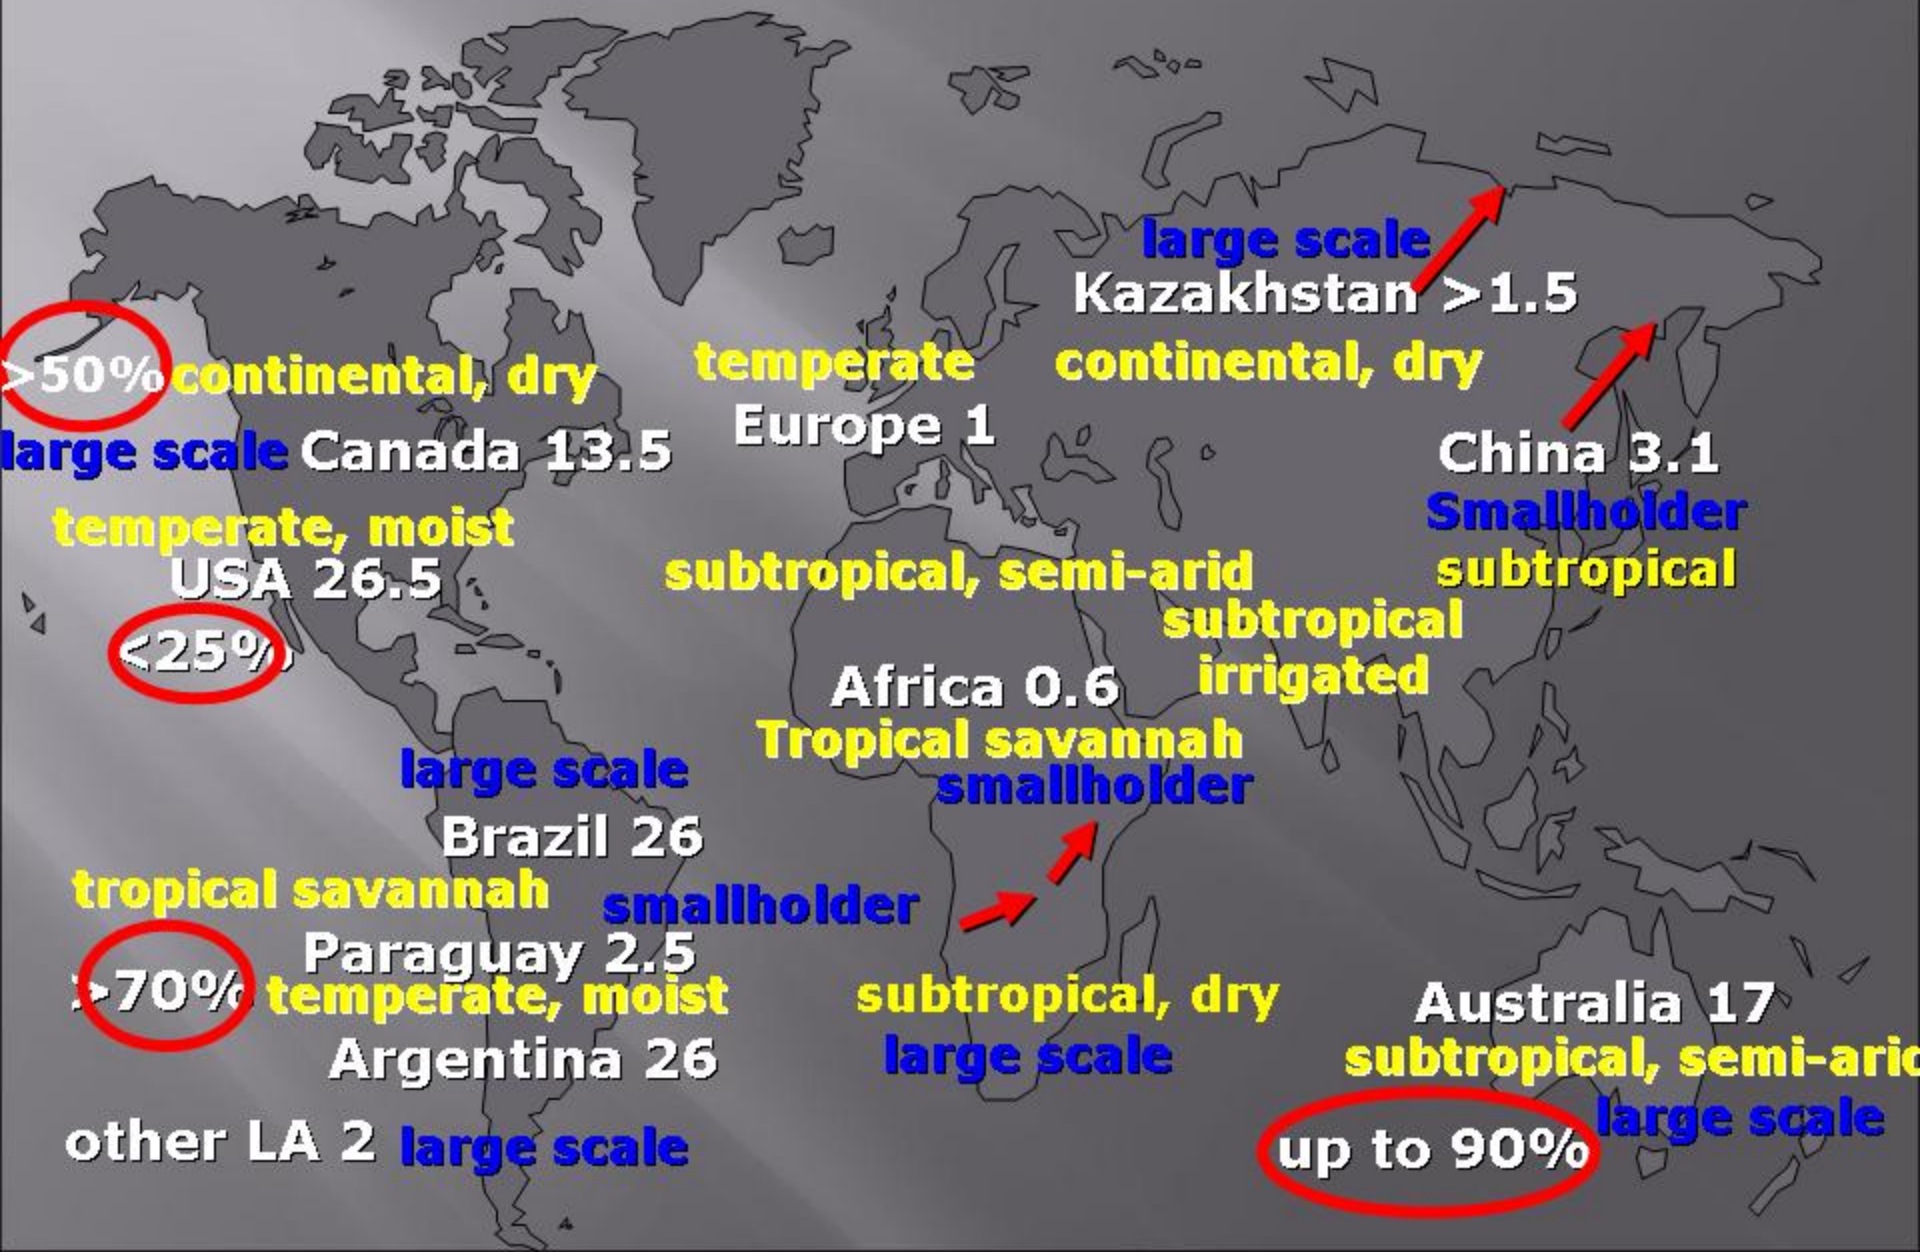 large scale
Kazakhstan >1.5
continental, dry
temperate
Europe 1
>50% continental, dry
large scale Canada 13.5
temperate, moist
USA 26.5
<25%
China 3.1
Smallholder
subtropical
subtropical, semi-arid
subtropical
irrigated
Africa 0.6
Tropical savannah
smallholder
large scale
Brazil 26
tropical savannah
smallholder
Paraguay 2.5
>70% temperate, moist
Argentina 26
other LA 2 large scale
subtropical, dry
large scale
Australia 17
subtropical, semi-arid
large scale
up to 90%